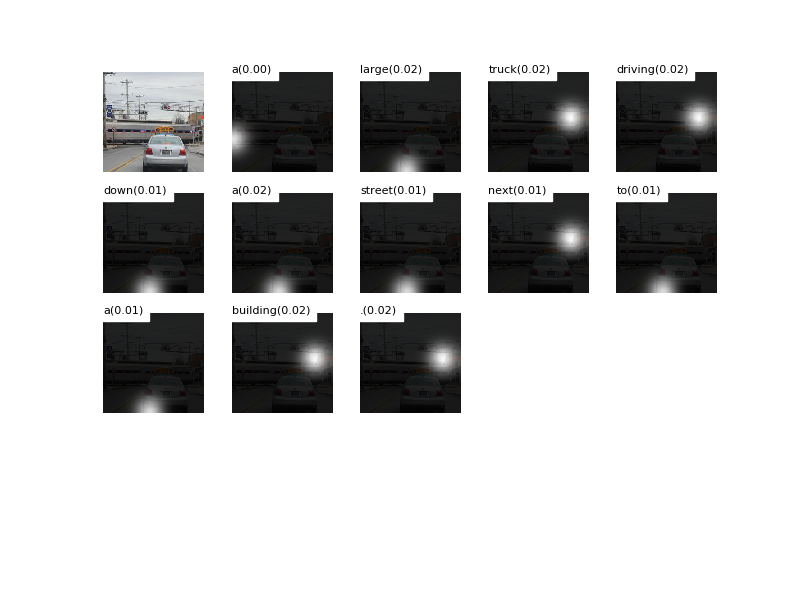 a(0.00) large(0.02) truck(0.02) driving(0.02)
down(0.01) a(0.02) street(0.01) next(0.01) to(0.01)
a(0.01) building(0.02) .(0.02)